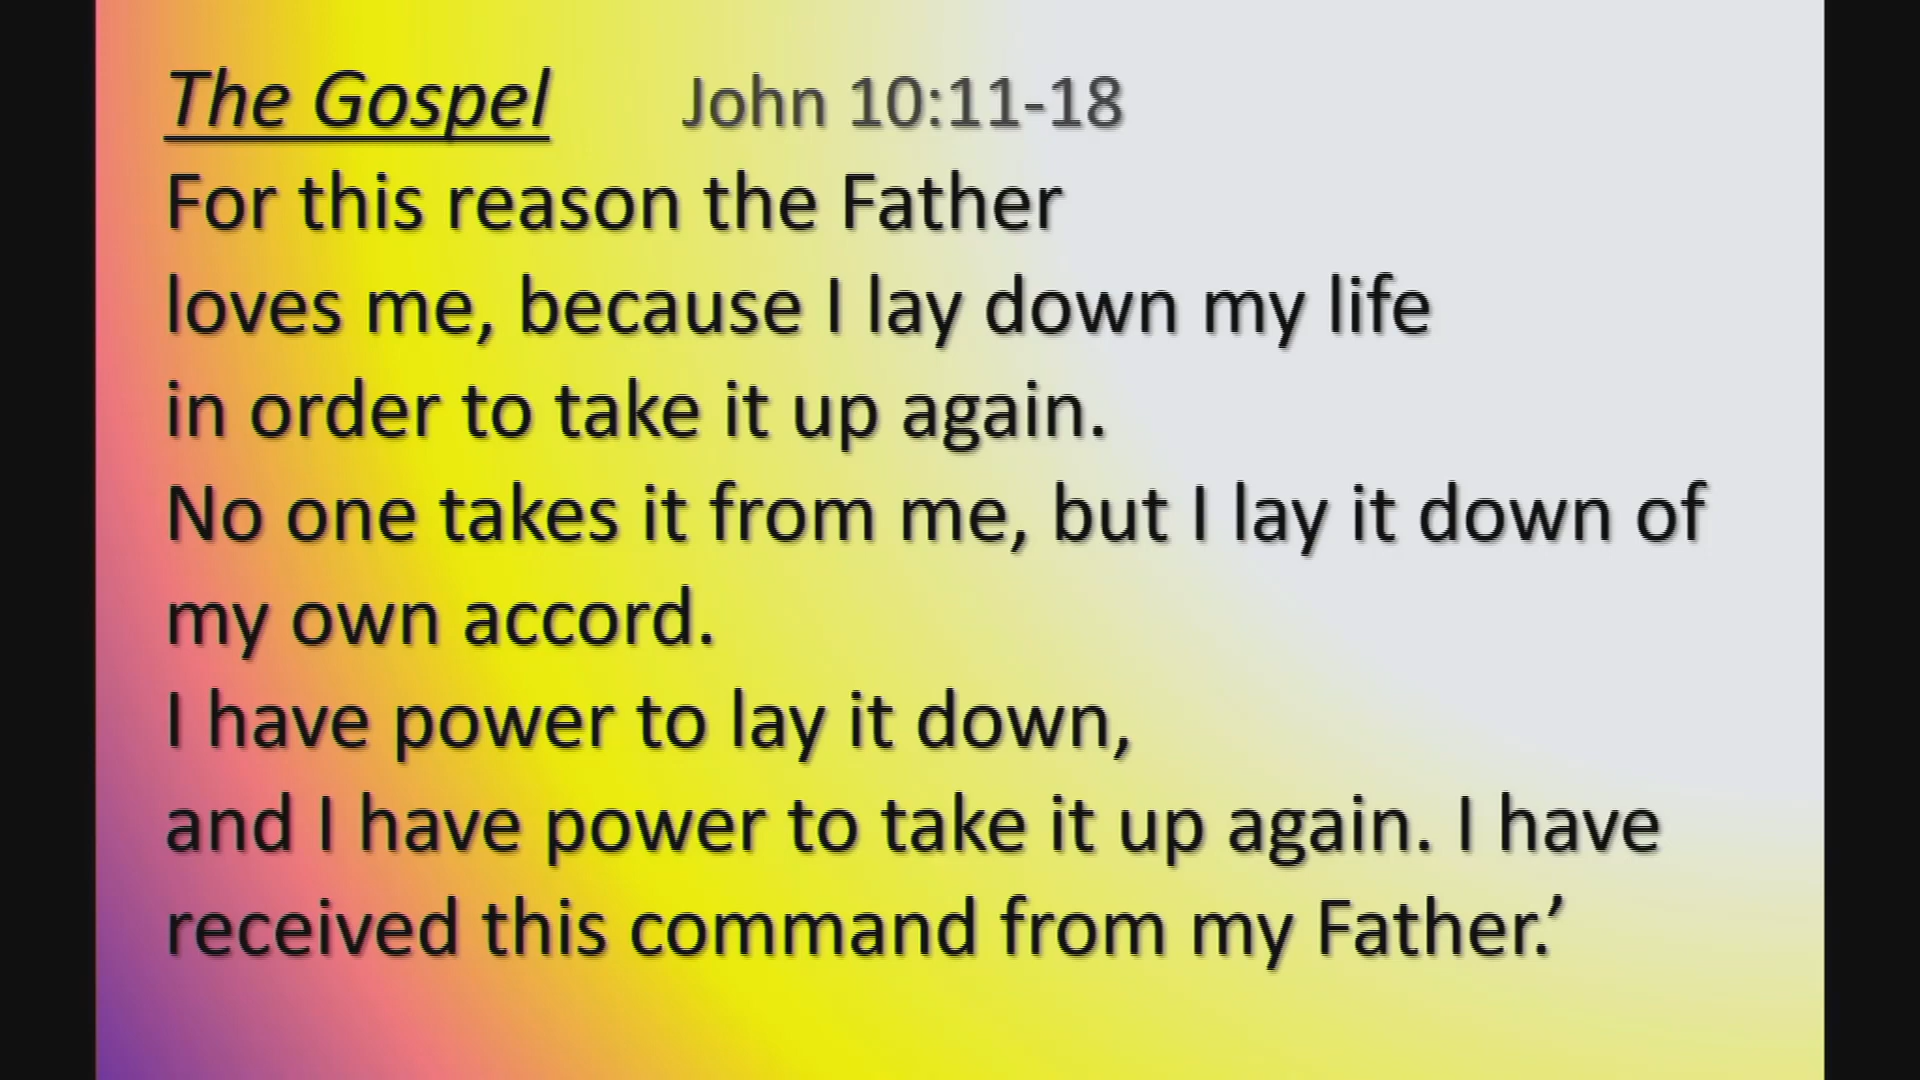 The Gospel John 10:11-18
For this reason the Father
loves me, because I lay down my life
in order to take it up again.
No one takes it from me, but I lay it down of
my own accord.
I have power to lay it down,
and I have power to take it up again. I have
received this command from my Father.’